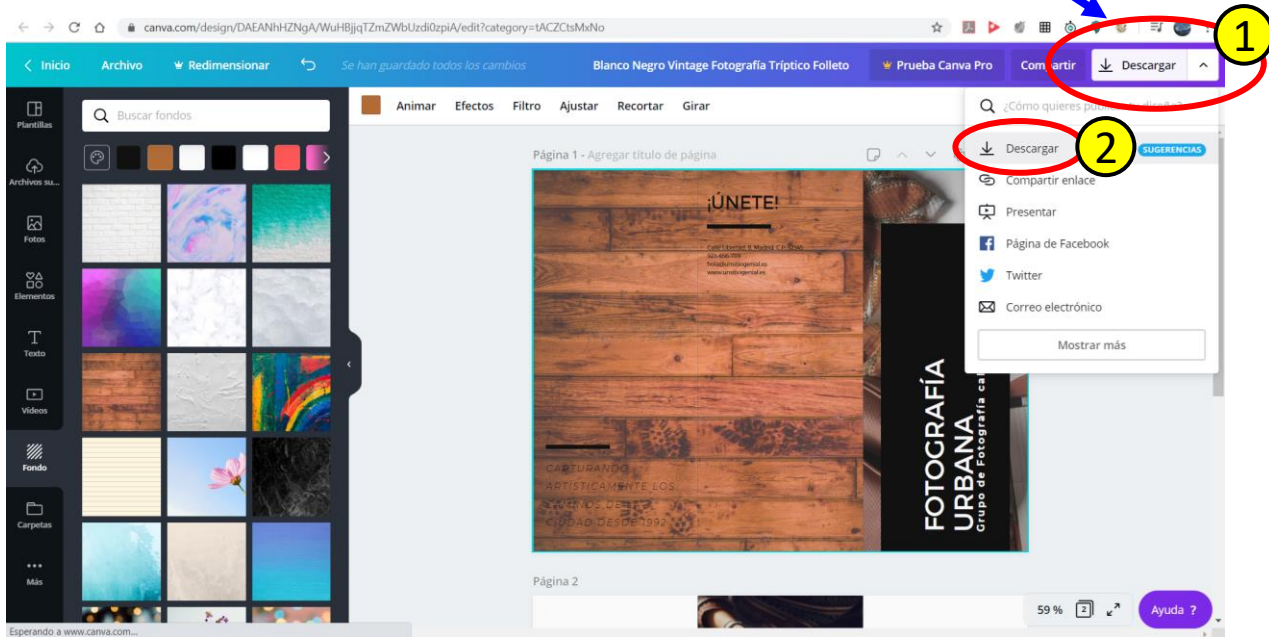 canva.com/design/DAEANhHZNgA/WuHBjjqTZmZWbUzdi0zpiA/edit?category=tACZCtsMxNo
1
Inicio
Archivo
Redimensionar
Se han guardado todos los cambios
Blanco Negro Vintage Fotografía Tríptico Folleto
Prueba Canva Pro
Compartir
Descargar
Plantillas
Archivos su...
Fotos
Elementos
Texto
Vídeos
Fondo
Carpetas
Más
Buscar fondos
Animar
Efectos
Filtro
Ajustar
Recortar
Girar
¿Cómo quieres
Descargar
2
SUGERENCIAS
Compartir enlace
Presentar
Página de Facebook
Twitter
Correo electrónico
Mostrar más
Página 1 - Agregar título de página
¡ÚNETE!
www.unsitiogenial.es
CAPTURANDO
ARTÍSTICAMENTE LOS
CIUDAD DESDE 1992
FOTOGRAFÍA
URBANA
Grupo de Fotografía
Página 2
59 %
2
Ayuda ?
Esperando a www.canva.com...